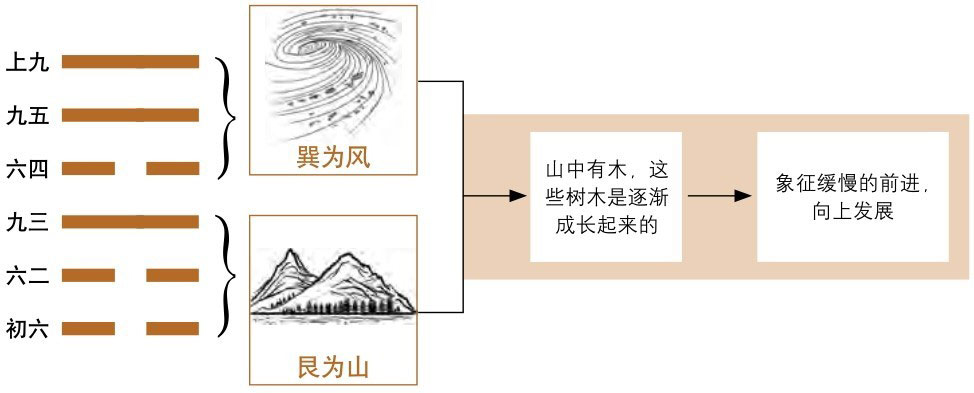 上九
九五
六四
九三
六二
初六
巽为风
艮为山
山中有木，这
些树木是逐渐
成长起来的
象征缓慢的前进，
向上发展